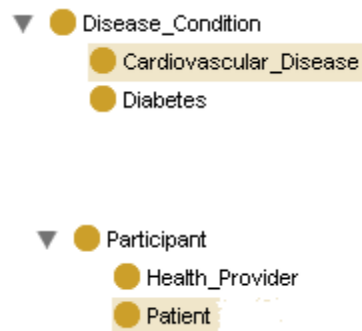 Disease_Condition
Cardiovascular_Disease
Diabetes
Participant
Health_Provider
Patient